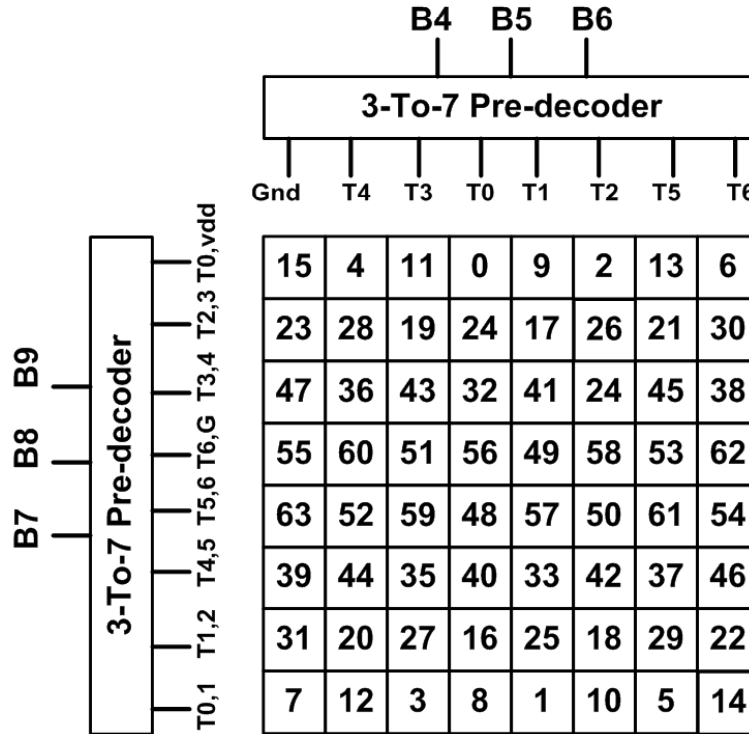 B4 B5 B6
3-To-7 Pre-decoder
Gnd T4 T3 T0 T1 T2 T5 T6
B9
B8
B7
3-To-7 Pre-decoder
T0,vdd
T2,3
T3,4
T6,G
T5,6
T4,5
T1,2
T0,1
15 4 11 0 9 2 13 6
23 28 19 24 17 26 21 30
47 36 43 32 41 24 45 38
55 60 51 56 49 58 53 62
63 52 59 48 57 50 61 54
39 44 35 40 33 42 37 46
31 20 27 16 25 18 29 22
7 12 3 8 1 10 5 14